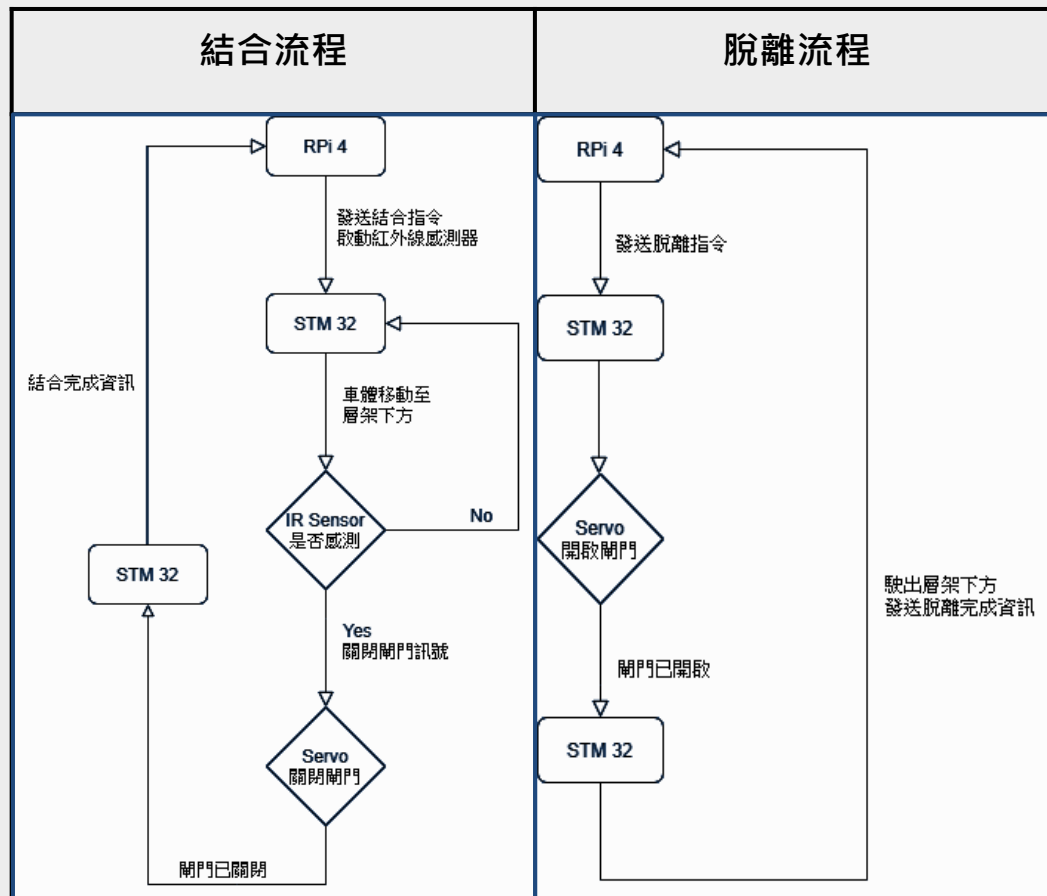 結合流程
脫離流程
RPi 4
發送結合指令
啟動紅外線感測器
STM 32
結合完成資訊
車體移動至
層架下方
IR Sensor
是否感測
No
STM 32
Yes
關閉閘門訊號
Servo
關閉閘門
閘門已關閉
RPi 4
發送脫離指令
STM 32
Servo
開啟閘門
駛出層架下方
發送脫離完成資訊
閘門已開啟
STM 32